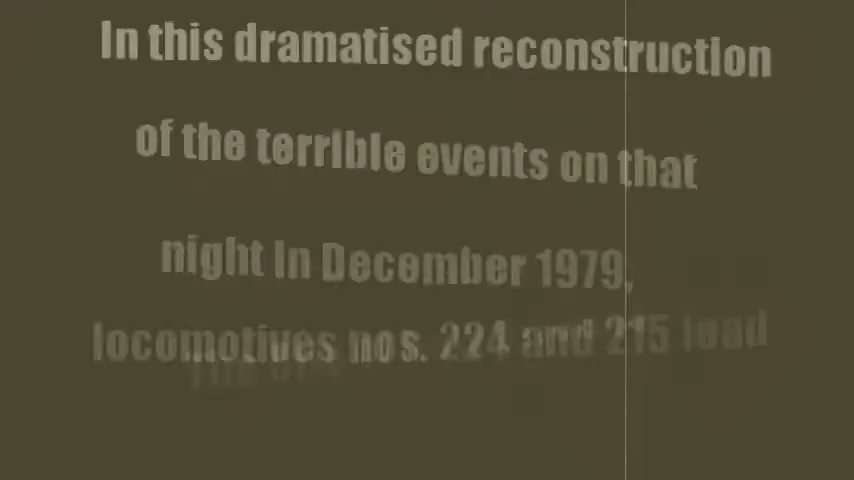 In this dramatised reconstruction
of the terrible events on that
night in December 1979,
locomotives nos. 224 and 215 lead